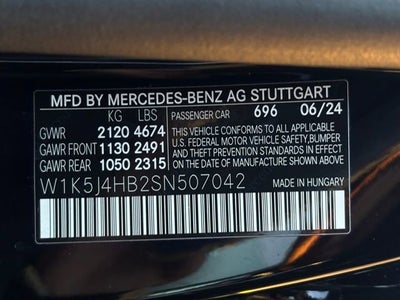 MFD BY MERCEDES-BENZ AG STUTTGART
KG LBS PASSENGER CAR 696 06/24
GVWR 2120 4674
GAWR FRONT 1130 2491
GAWR REAR 1050 2315
THIS VEHICLE CONFORMS TO ALL APPLICABLE
U.S. FEDERAL MOTOR VEHICLE SAFETY, BUMPER
AND THEFT PREVENTION STANDARDS IN EFFECT
ON THE DATE OF MANUFACTURE SHOWN ABOVE.
W1K5J4HB2SN507042 MADE IN HUNGARY